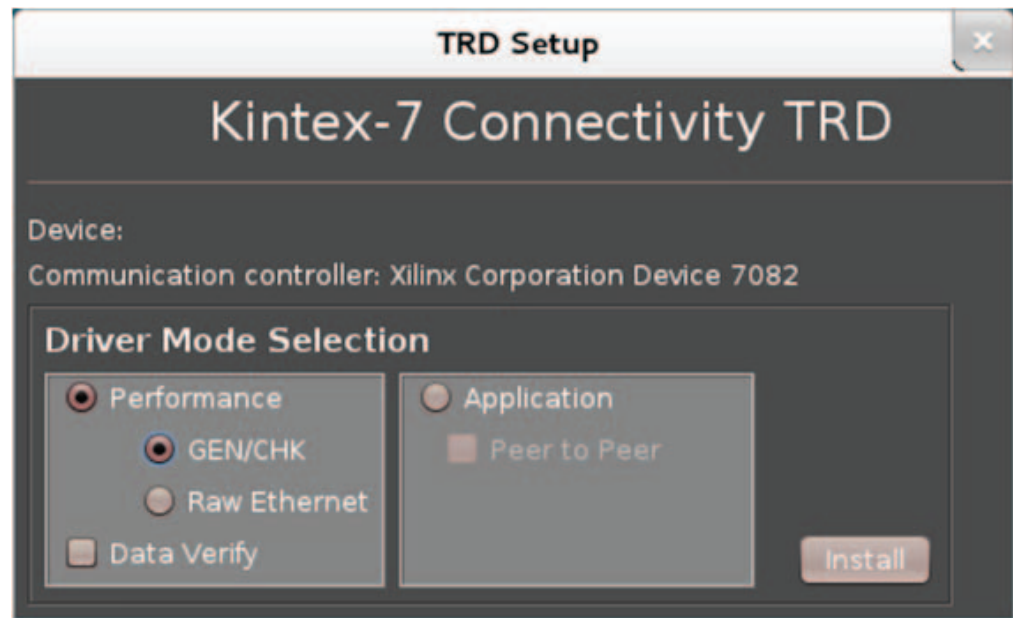 TRD Setup
Kintex-7 Connectivity TRD
Device:
Communication controller: Xilinx Corporation Device 7082
Driver Mode Selection
Performance
GEN/CHK
Raw Ethernet
Data Verify
Application
Peer to Peer
Install